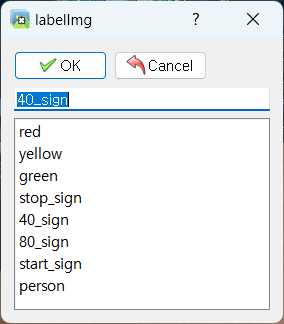 labelImg ?
OK Cancel
40_sign
red
yellow
green
stop_sign
40_sign
80_sign
start_sign
person